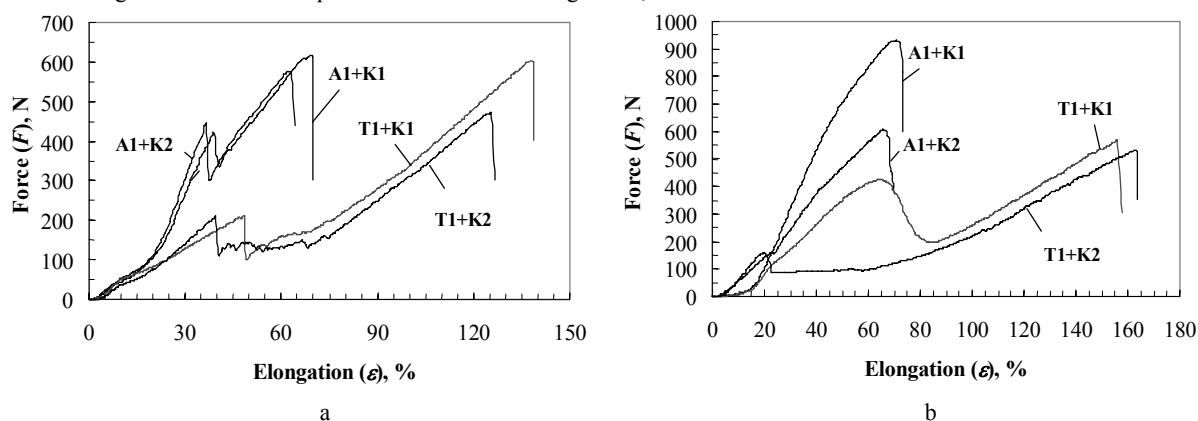 700
600
500
400
300
200
100
0
Force (F), N
A1+K1
A1+K2
T1+K1
T1+K2
0 30 60 90 120 150
Elongation (ε), %
a
1000
900
800
700
600
500
400
300
200
100
0
Force (F), N
A1+K1
A1+K2
T1+K1
T1+K2
0 20 40 60 80 100 120 140 160 180
Elongation (ε), %
b